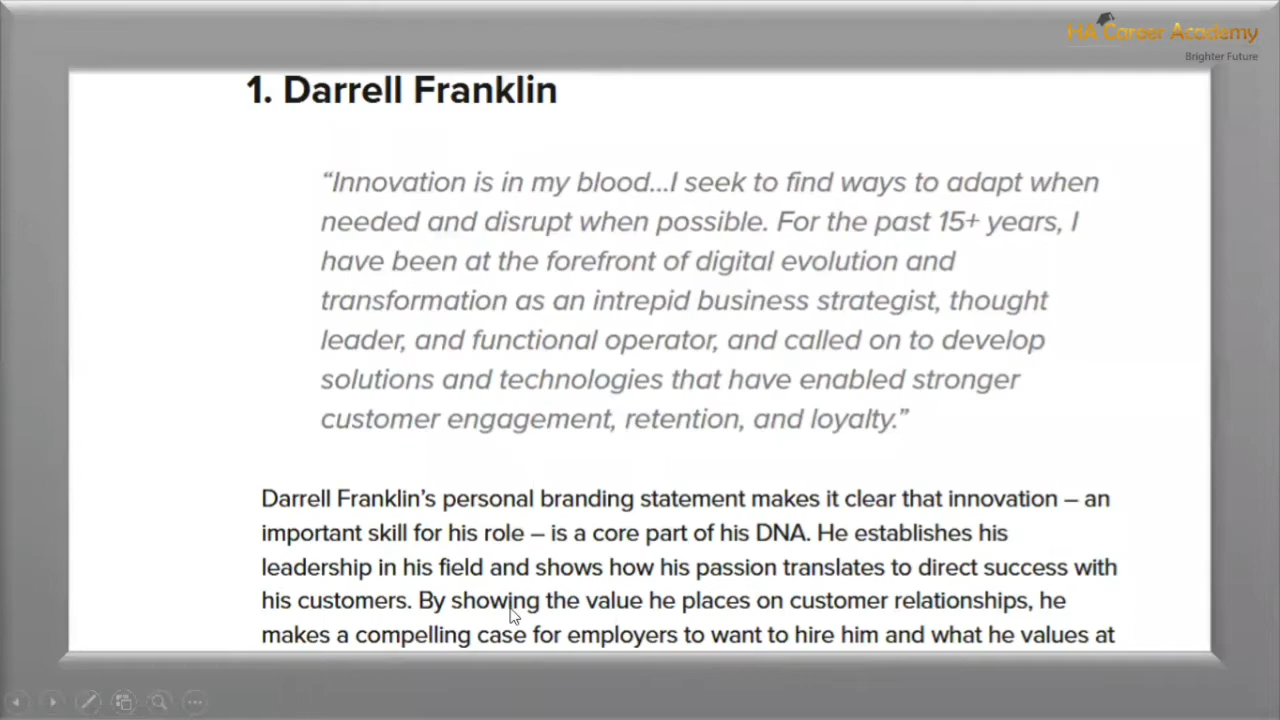 HA Career Academy
Brighter Future
1. Darrell Franklin
“Innovation is in my blood...I seek to find ways to adapt when
needed and disrupt when possible. For the past 15+ years, I
have been at the forefront of digital evolution and
transformation as an intrepid business strategist, thought
leader, and functional operator, and called on to develop
solutions and technologies that have enabled stronger
customer engagement, retention, and loyalty.”
Darrell Franklin’s personal branding statement makes it clear that innovation – an
important skill for his role – is a core part of his DNA. He establishes his
leadership in his field and shows how his passion translates to direct success with
his customers. By showing the value he places on customer relationships, he
makes a compelling case for employers to want to hire him and what he values at